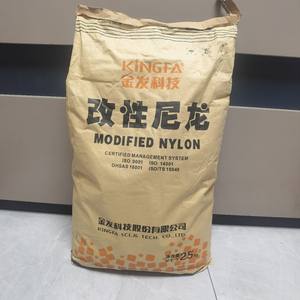 KINGFA
金发科技
改性尼龙
MODIFIED NYLON
CERTIFIED MANAGEMENT SYSTEM
ISO 9001 ISO 14001
OHSAS 18001 ISO/TS 16949
金发科技股份有限公司
KINGFA SCI.& TECH. CO., LTD.
25